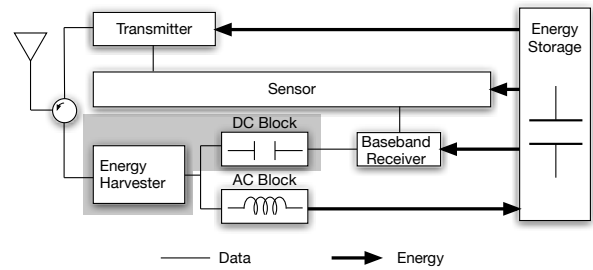 Transmitter
Energy
Storage
Sensor
DC Block
Baseband
Receiver
Energy
Harvester
AC Block
Data
Energy